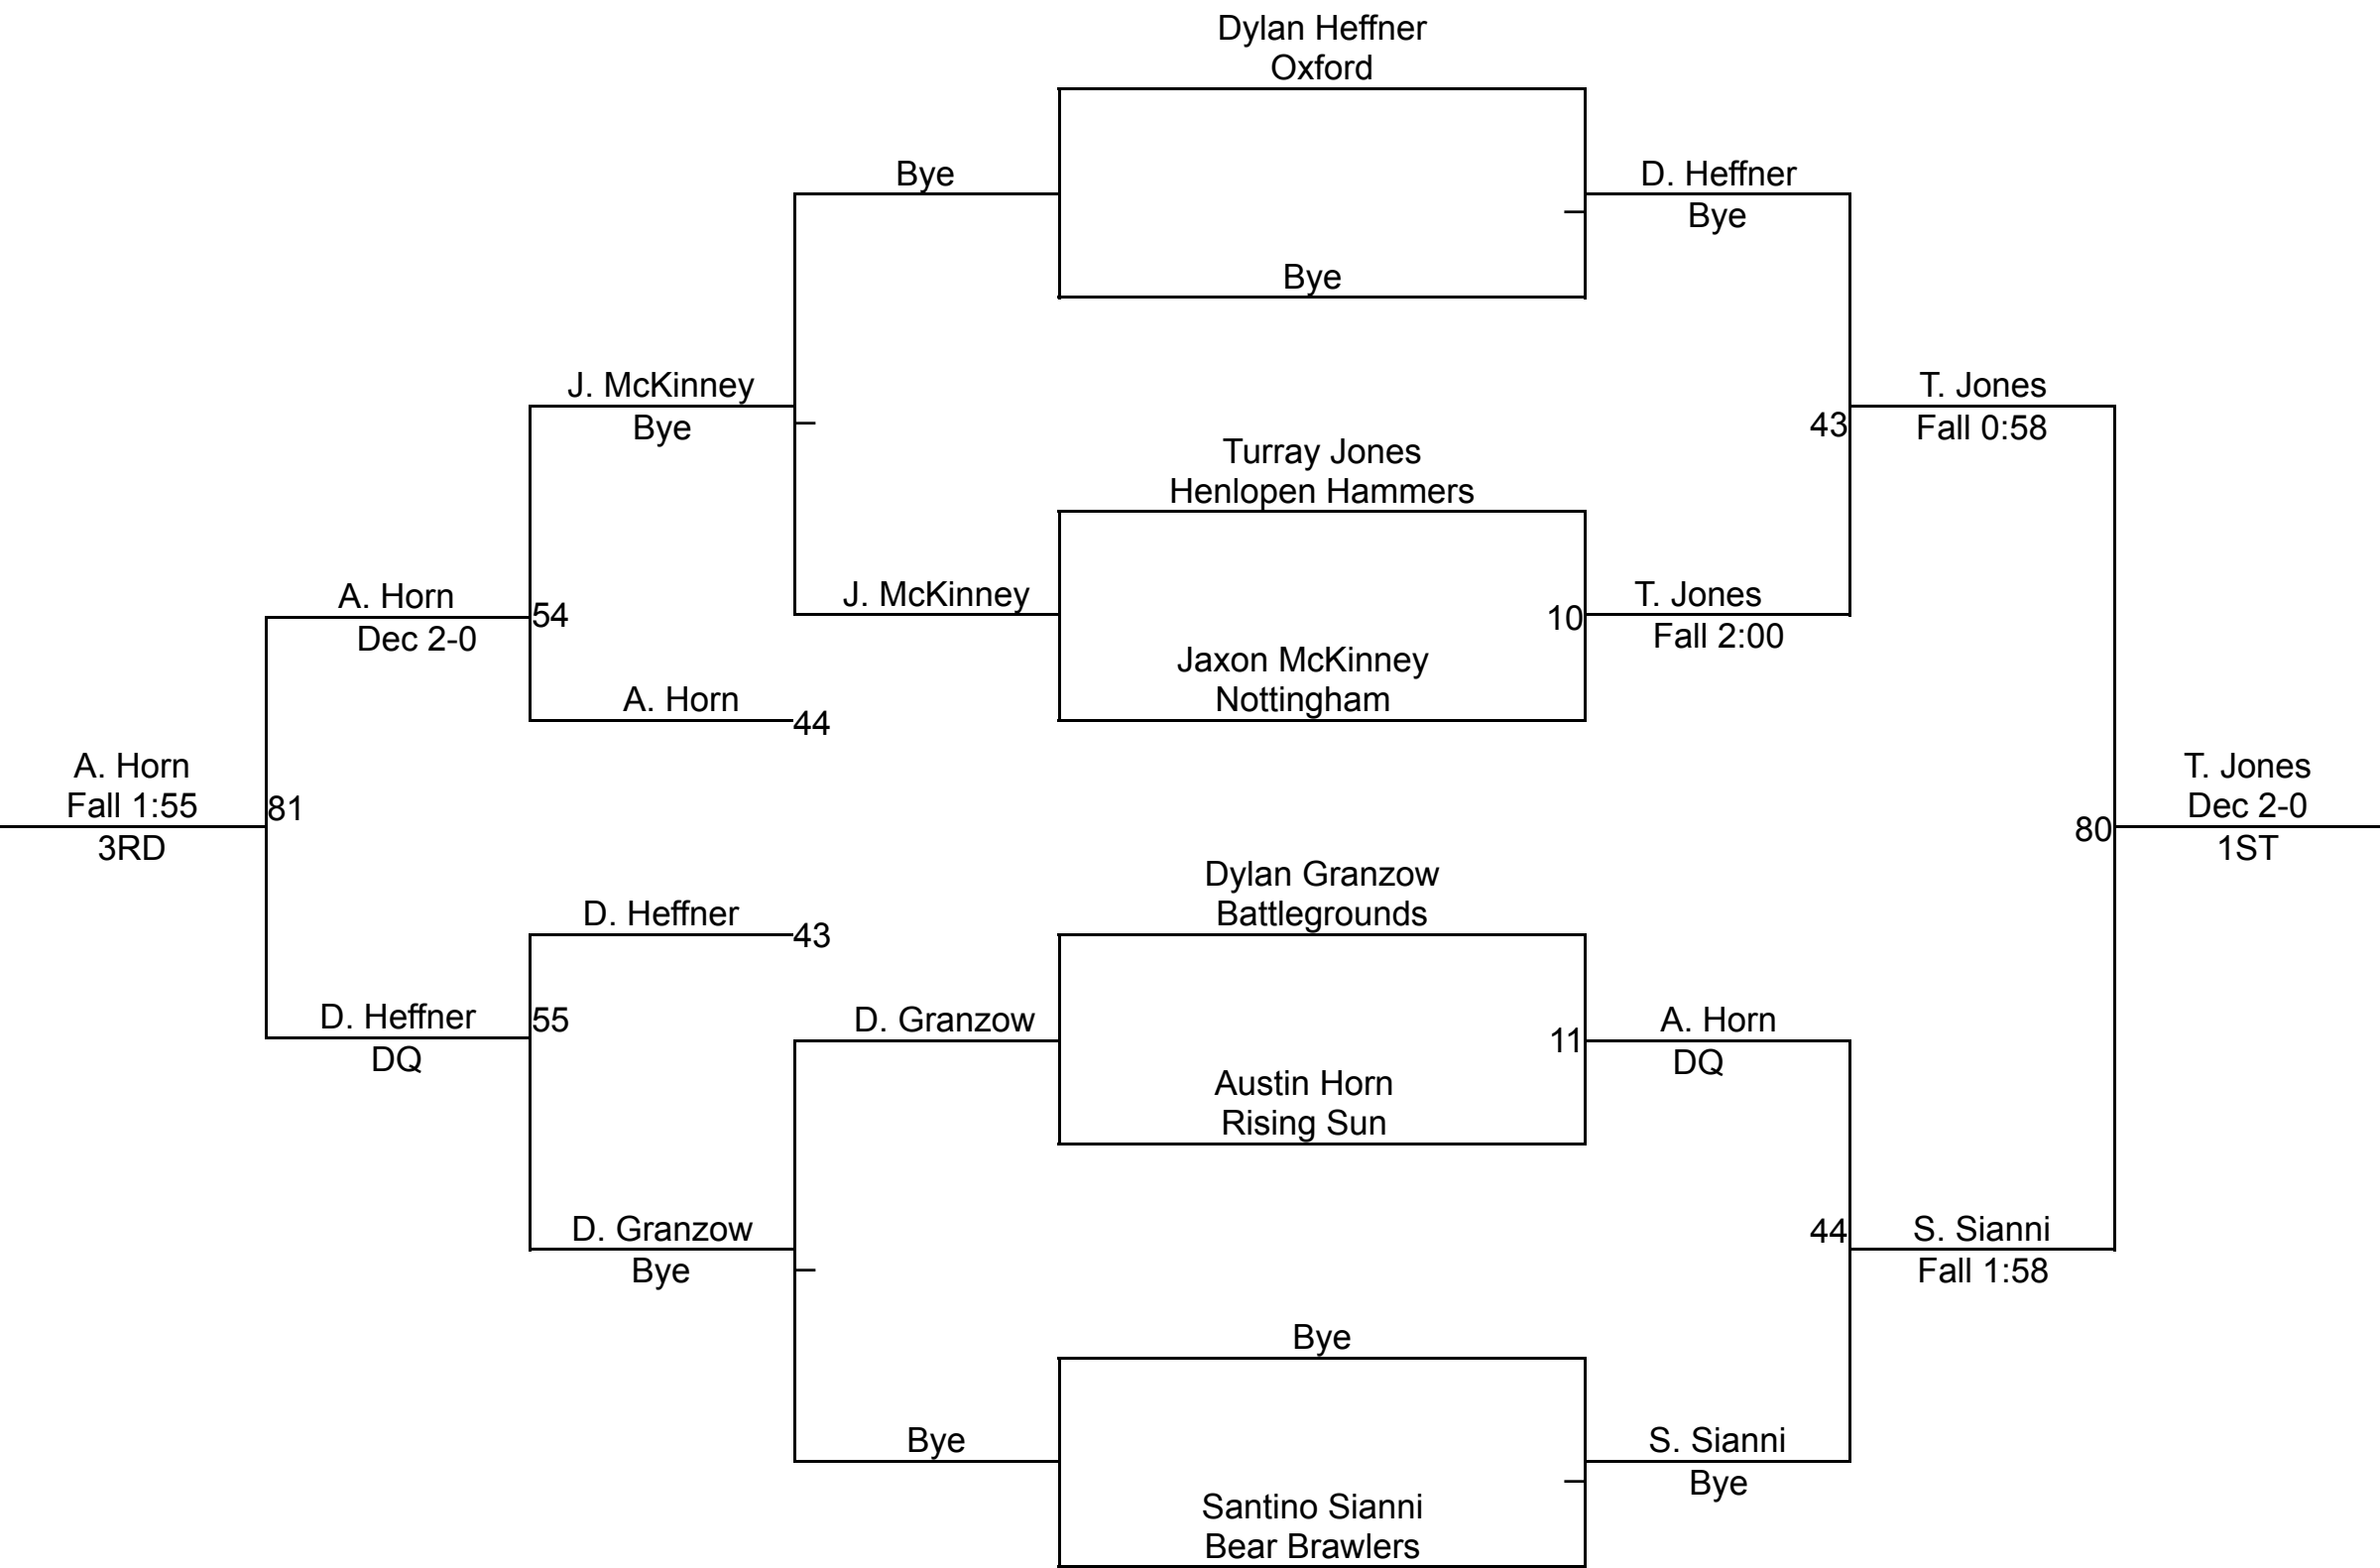 Dylan Heffner
Oxford
Bye
D. Heffner
Bye
Bye
J. McKinney
Bye
T. Jones
Fall 0:58
43
Turray Jones
Henlopen Hammers
A. Horn
Dec 2-0
54
J. McKinney
10
T. Jones
Fall 2:00
Jaxon McKinney
Nottingham
A. Horn
44
A. Horn
Fall 1:55
3RD
81
T. Jones
Dec 2-0
1ST
80
Dylan Granzow
Battlegrounds
D. Heffner
43
D. Heffner
DQ
55
D. Granzow
11
A. Horn
DQ
Austin Horn
Rising Sun
D. Granzow
Bye
44
S. Sianni
Fall 1:58
Bye
Bye
S. Sianni
Bye
Santino Sianni
Bear Brawlers